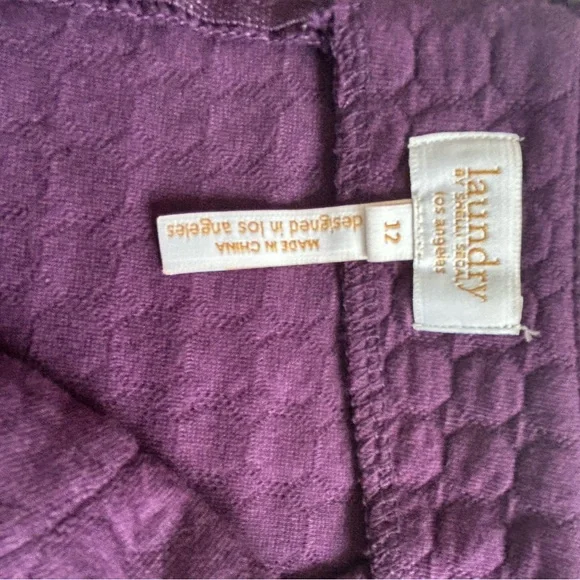 laundry
BY SHELLI SEGAL
los angeles
12
designed in los angeles
MADE IN CHINA